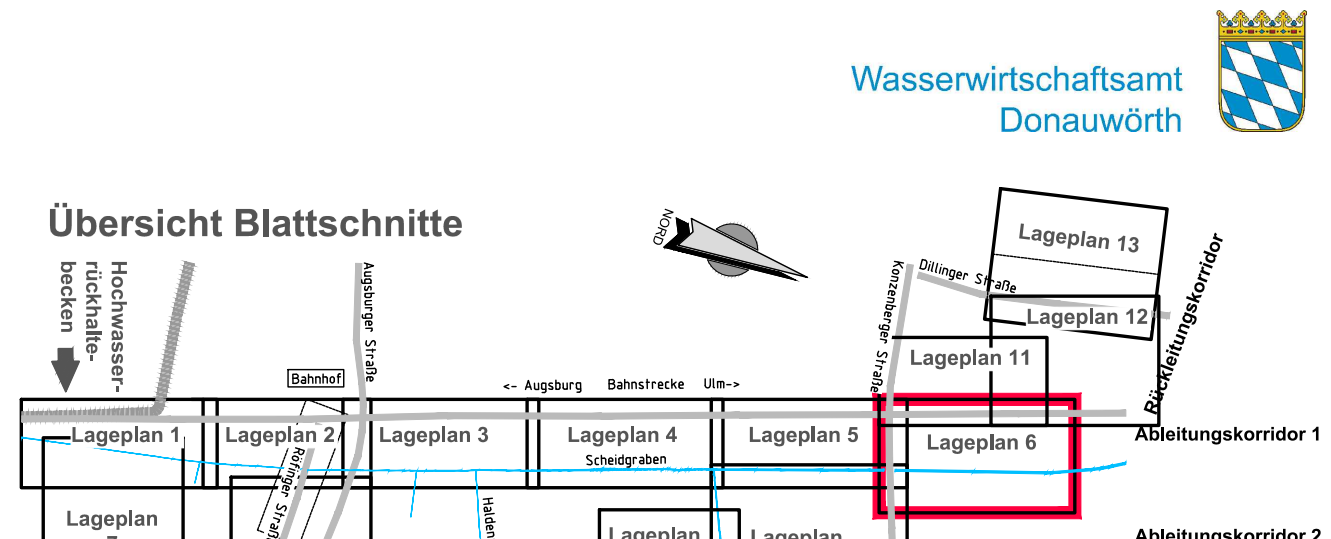 Wasserwirtschaftsamt
Donauwörth
Übersicht Blattschnitte
NORD
Hochwasser-
rückhalte-
becken
Augsburger Straße
Konzenberger Straße
Dillinger Straße
Lageplan 13
Lageplan 12
Rückleitungskorridor
Lageplan 11
Bahnhof
<- Augsburg Bahnstrecke Ulm->
Lageplan 1
Lageplan 2
Lageplan 3
Lageplan 4
Lageplan 5
Lageplan 6
Ableitungskorridor 1
Scheidgraben
Röfinger Straß
Halden
Lageplan
Lageplan
Lageplan
Ableitungskorridor 2